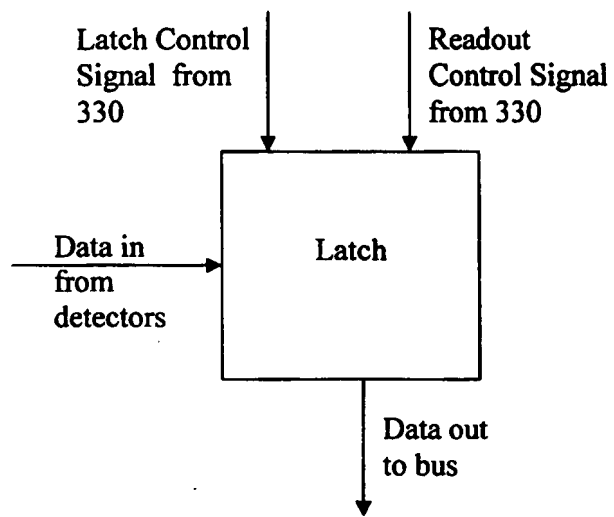 Latch Control
Signal from
330
Readout
Control Signal
from 330
Data in
from
detectors
Latch
Data out
to bus